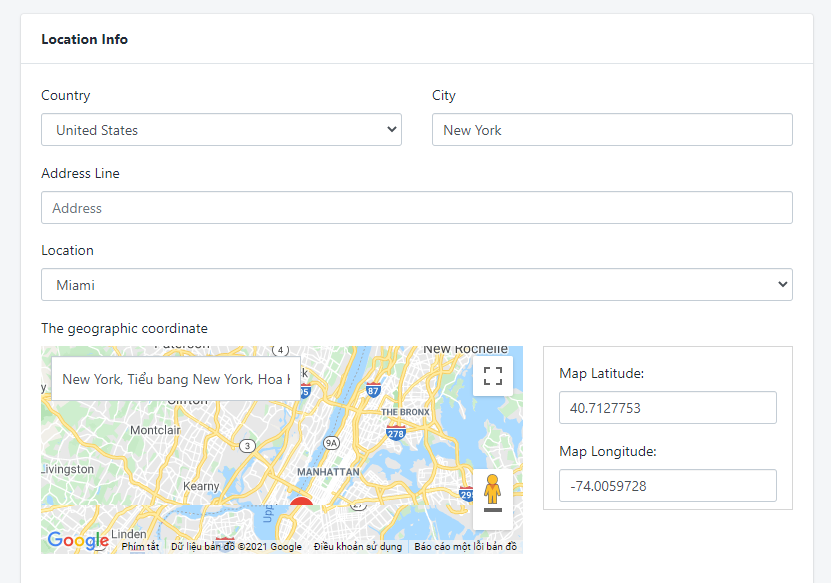 Location Info
Country
City
United States
New York
Address Line
Address
Location
Miami
The geographic coordinate
New Rochelle
4
New York, Tiểu bang New York, Hoa
87
THE BRONX
Clifton
278
Montclair
3
9A
Livingston
MANHATTAN
Kearny
27
Upp
Linden
Google
Phím tắt
Dữ liệu bản đồ ©2021 Google
Điều khoản sử dụng
Báo cáo một lỗi bản đồ
Map Latitude:
40.7127753
Map Longitude:
-74.0059728